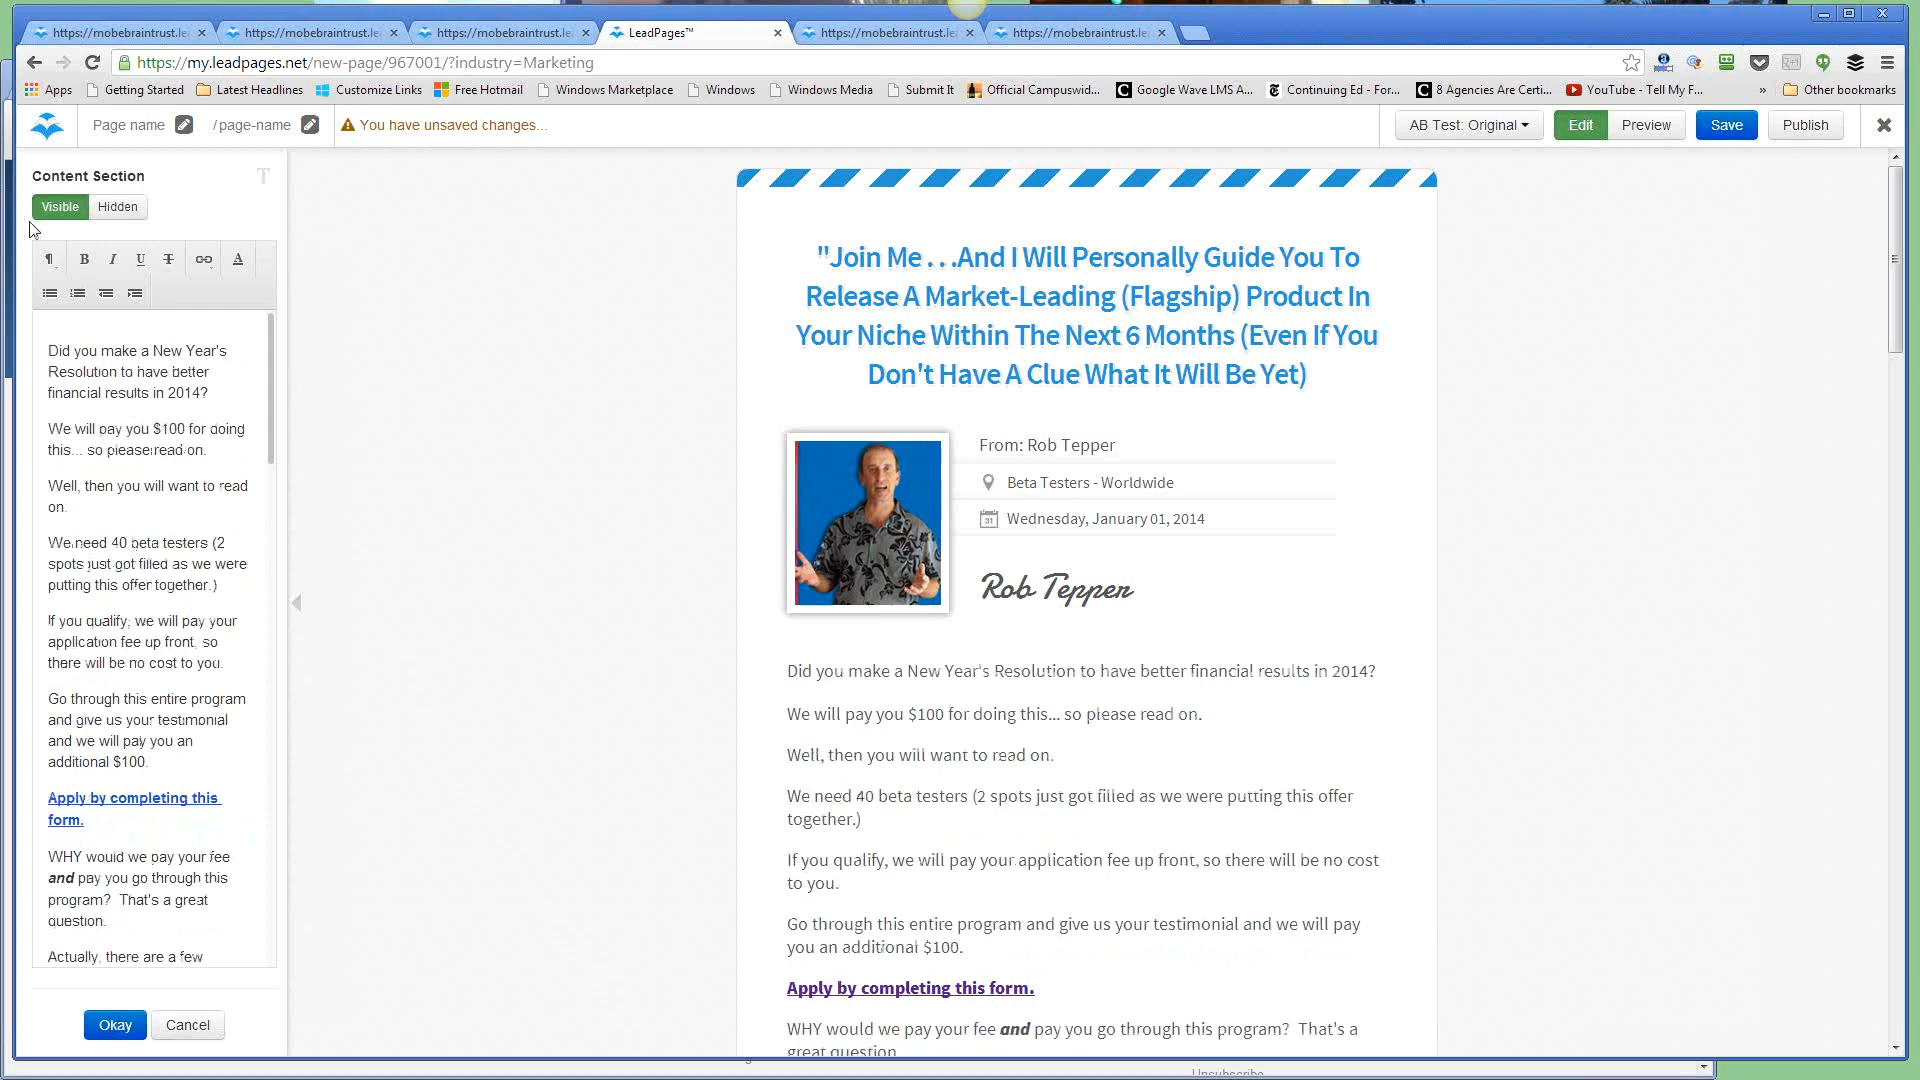 https://mobebraintrust.le
https://mobebraintrust.le
https://mobebraintrust.le
LeadPages™
https://mobebraintrust.le
https://mobebraintrust.le
https://my.leadpages.net/new-page/967001/?industry=Marketing
Apps
Getting Started
Latest Headlines
Customize Links
Free Hotmail
Windows Marketplace
Windows
Windows Media
Submit It
Official Campuswid...
Google Wave LMS A...
Continuing Ed - For...
8 Agencies Are Certi...
YouTube - Tell My F...
»
Other bookmarks
Page name
/page-name
You have unsaved changes...
AB Test: Original
Edit
Preview
Save
Publish
Content Section
T
Visible
Hidden
¶
B
I
U
T
A
Did you make a New Year's
Resolution to have better
financial results in 2014?
We will pay you $100 for doing
this... so please read on.
Well, then you will want to read
on.
We need 40 beta testers (2
spots just got filled as we were
putting this offer together.)
If you qualify, we will pay your
application fee up front, so
there will be no cost to you.
Go through this entire program
and give us your testimonial
and we will pay you an
additional $100.
Apply by completing this
form.
WHY would we pay your fee
and pay you go through this
program?  That's a great
question.
Actually, there are a few
Okay
Cancel
"Join Me . . .And I Will Personally Guide You To
Release A Market-Leading (Flagship) Product In
Your Niche Within The Next 6 Months (Even If You
Don't Have A Clue What It Will Be Yet)
From: Rob Tepper
Beta Testers - Worldwide
31
Wednesday, January 01, 2014
Rob Tepper
Did you make a New Year's Resolution to have better financial results in 2014?
We will pay you $100 for doing this... so please read on.
Well, then you will want to read on.
We need 40 beta testers (2 spots just got filled as we were putting this offer
together.)
If you qualify, we will pay your application fee up front, so there will be no cost
to you.
Go through this entire program and give us your testimonial and we will pay
you an additional $100.
Apply by completing this form.
WHY would we pay your fee and pay you go through this program?  That's a
great question.
Unsubscribe